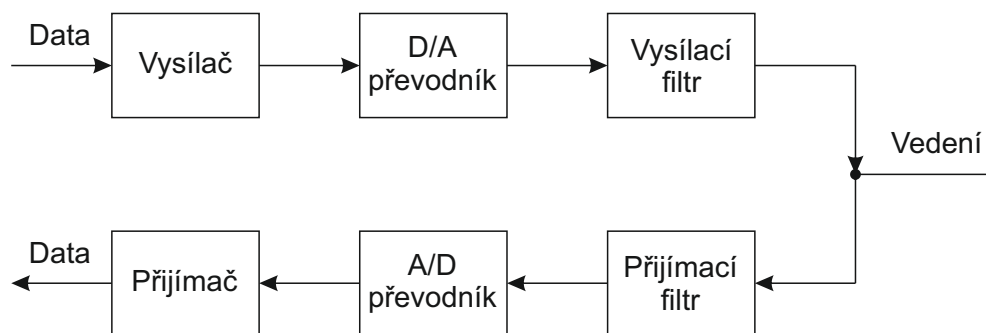 Data
Vysílač
D/A
převodník
Vysílací
filtr
Vedení
Data
Přijímač
A/D
převodník
Přijímací
filtr